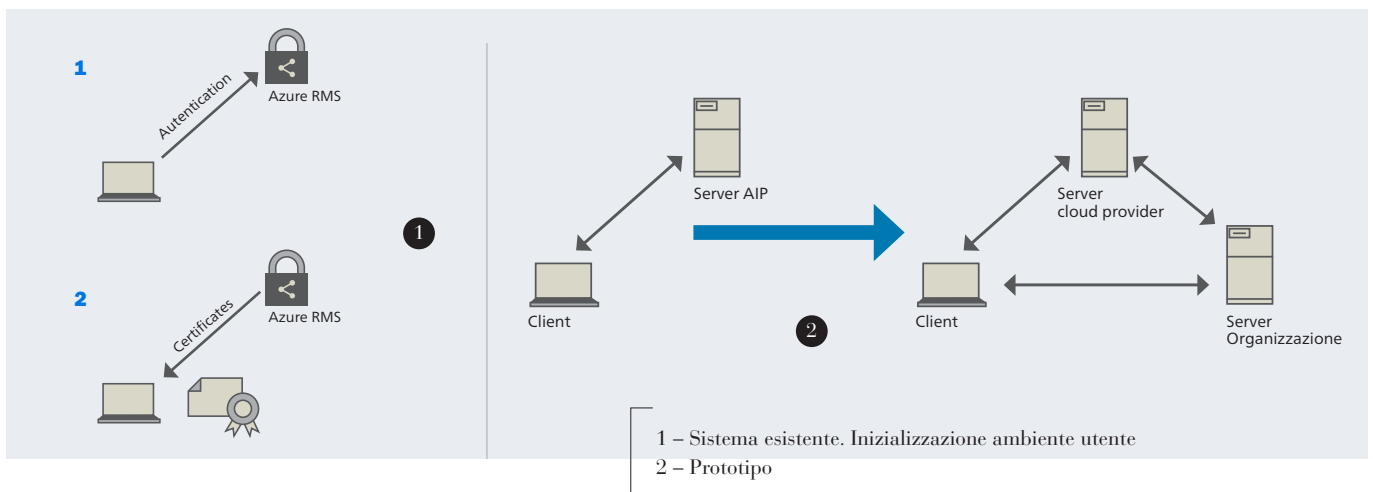 1
Autentication
Azure RMS
2
Certificates
Azure RMS
1
Server AIP
Client
2
Server
cloud provider
Client
Server
Organizzazione
1 – Sistema esistente. Inizializzazione ambiente utente
2 – Prototipo